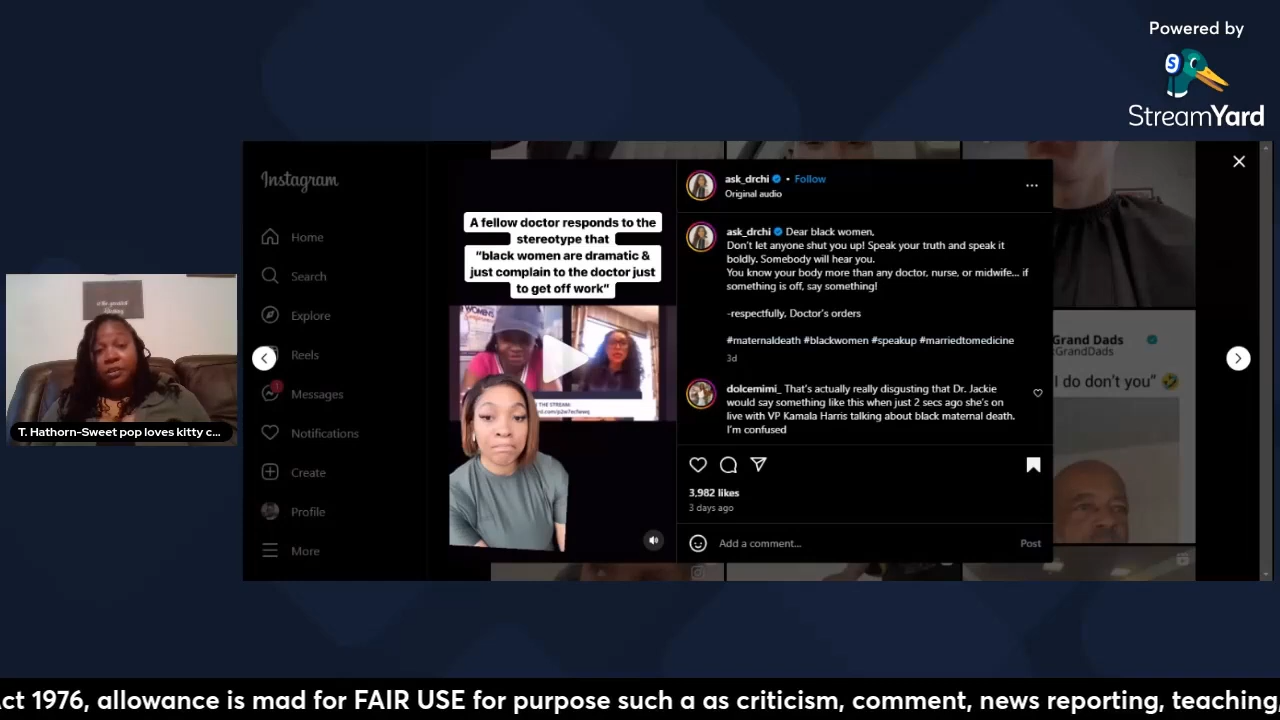 Powered by
S
StreamYard
Instagram
Home
Search
Explore
Reels
1
Messages
Notifications
Create
Profile
More
T. Hathorn-Sweet pop loves kitty c...
A fellow doctor responds to the
stereotype that
"black women are dramatic &
just complain to the doctor just
to get off work"
WOMEN
THE STREAM:
ask_drchi • Follow
Original audio
ask_drchi Dear black women,
Don't let anyone shut you up! Speak your truth and speak it
boldly. Somebody will hear you.
You know your body more than any doctor, nurse, or midwife... if
something is off, say something!
-respectfully, Doctor's orders
#maternaldeath #blackwomen #speakup #marriedtomedicine
3d
dolcemimi_ That's actually really disgusting that Dr. Jackie
would say something like this when just 2 secs ago she's on
live with VP Kamala Harris talking about black maternal death.
I'm confused
3,982 likes
3 days ago
Add a comment...
Post
Grand Dads
GrandDads
I do don't you"
ct 1976, allowance is mad for FAIR USE for purpose such a as criticism, comment, news reporting, teaching,